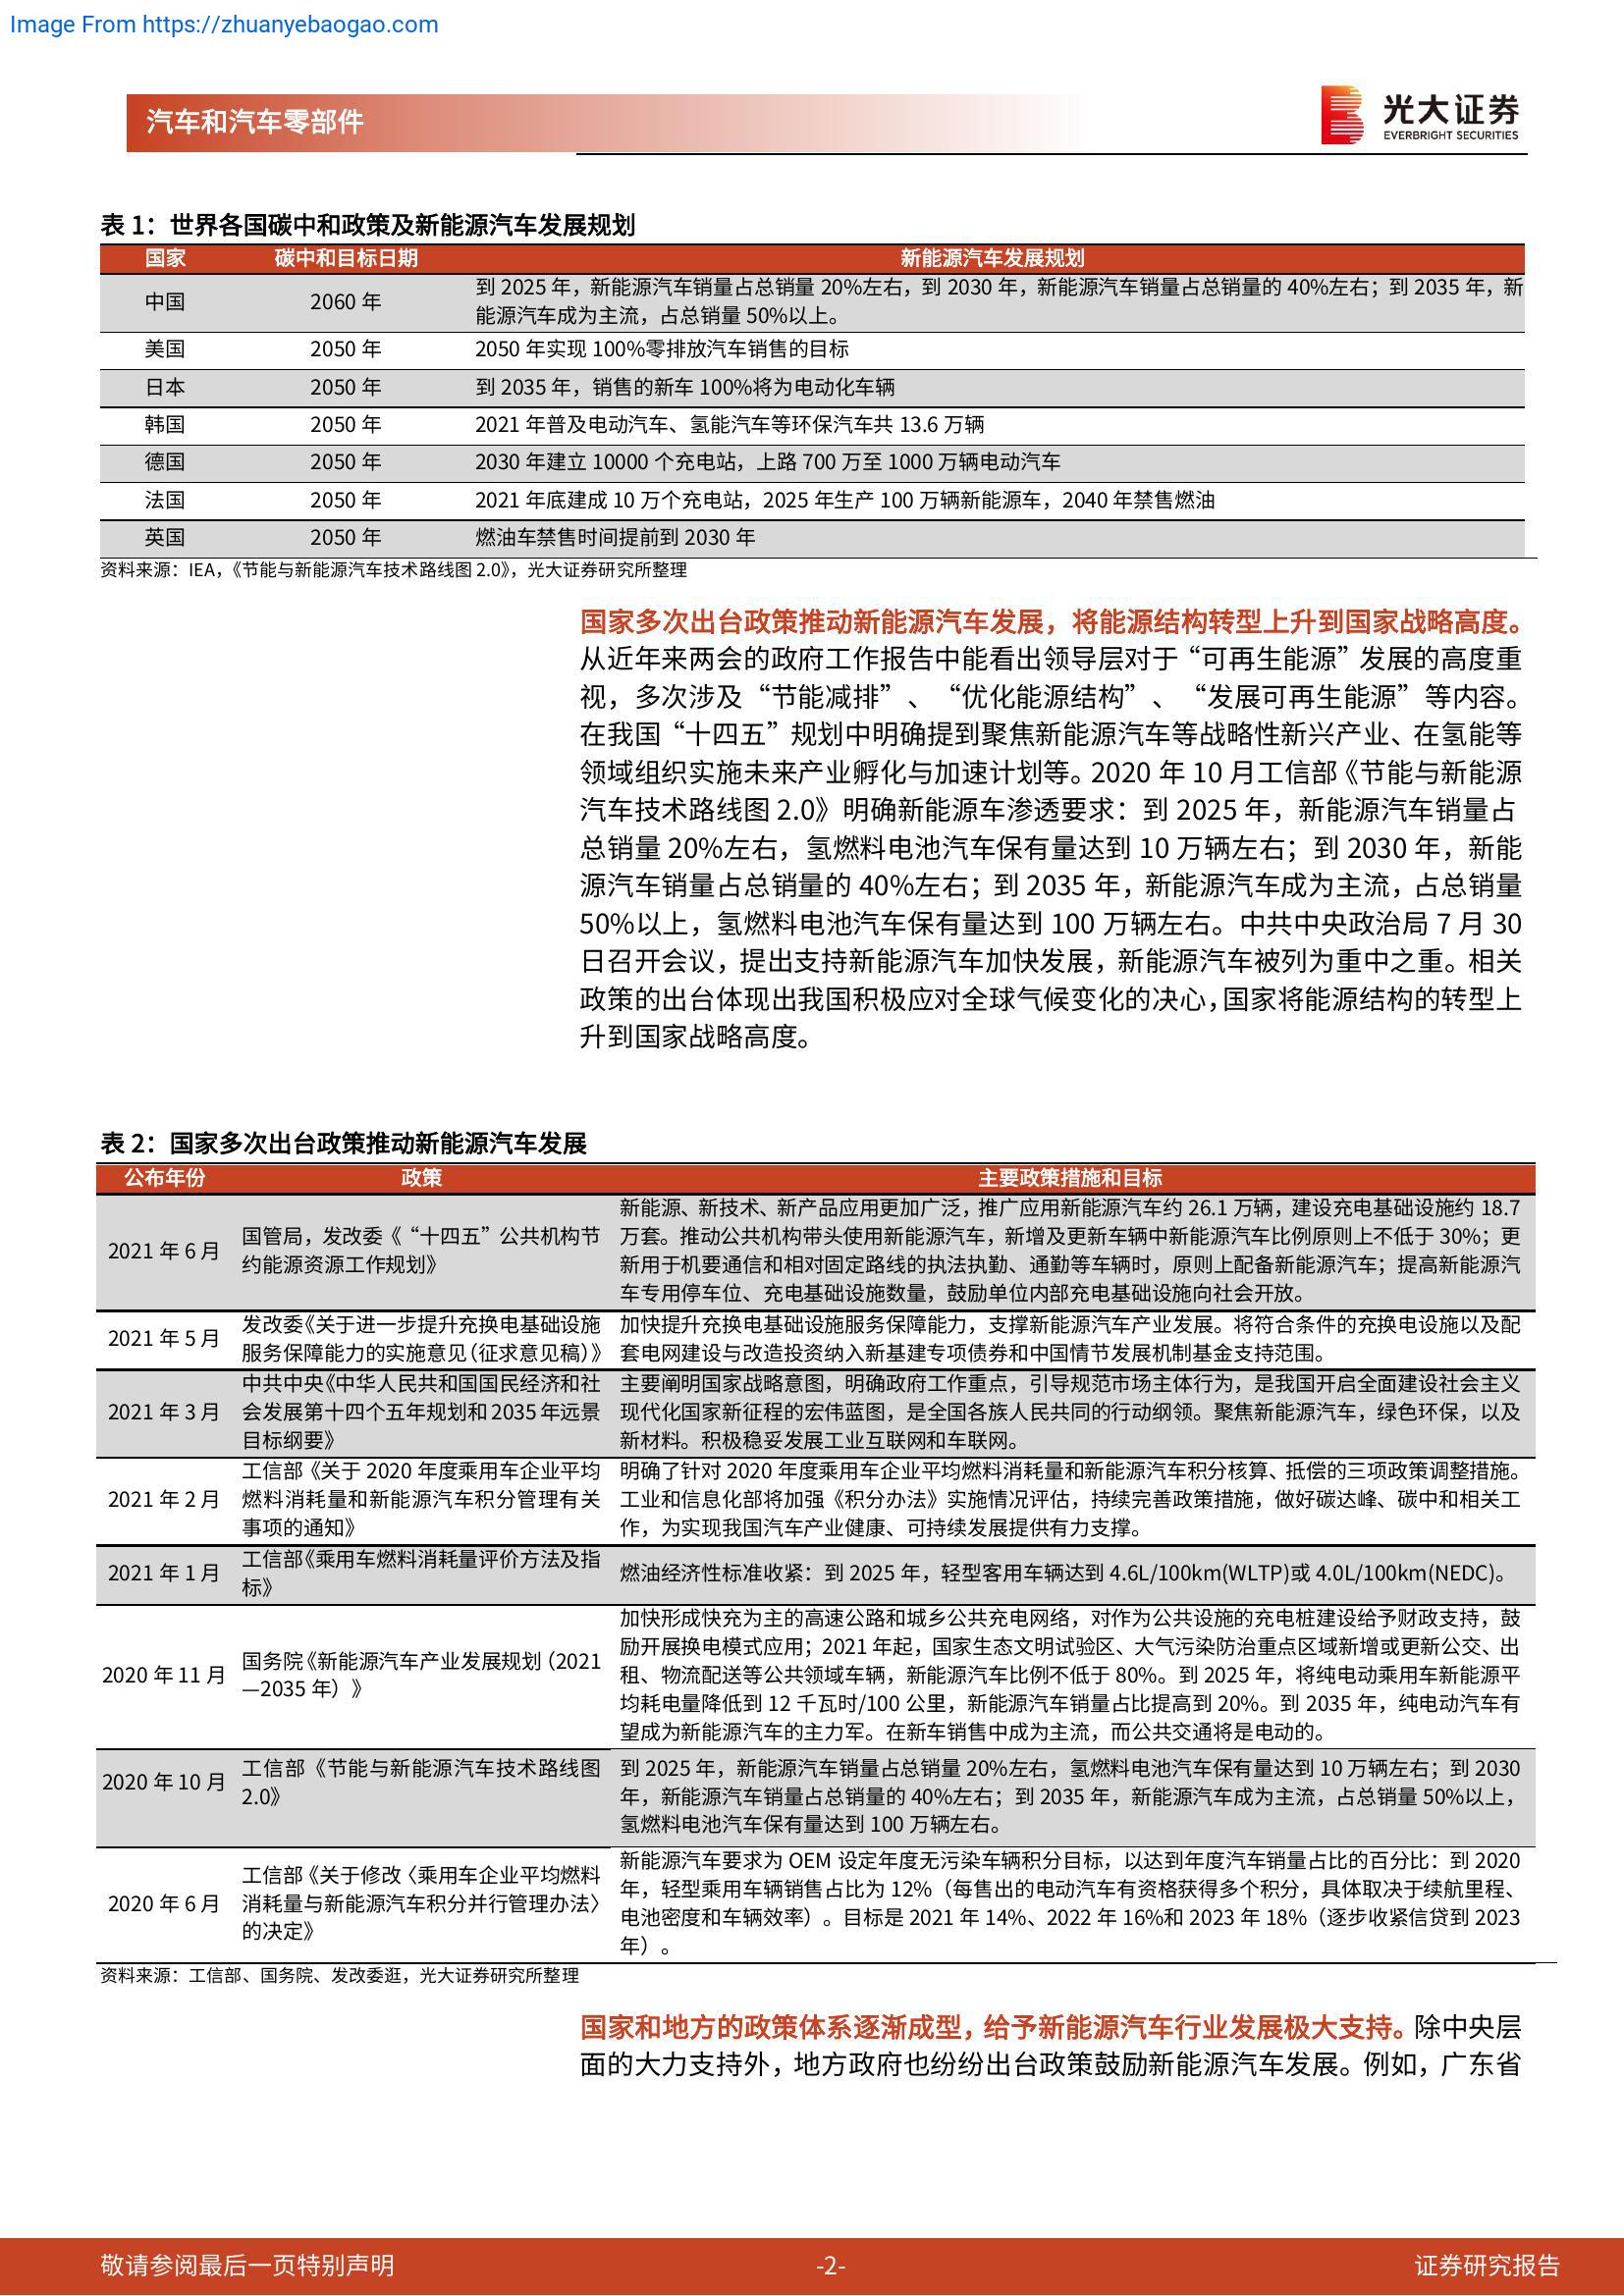 Image From https://zhuanyebaogao.com
汽车和汽车零部件
光大证券
EVERBRIGHT SECURITIES
表 1：世界各国碳中和政策及新能源汽车发展规划
国家 碳中和目标日期 新能源汽车发展规划
中国 2060 年 到 2025 年，新能源汽车销量占总销量 20%左右，到 2030 年，新能源汽车销量占总销量的 40%左右；到 2035 年，新
能源汽车成为主流，占总销量 50%以上。
美国 2050 年 2050 年实现 100%零排放汽车销售的目标
日本 2050 年 到 2035 年，销售的新车 100%将为电动化车辆
韩国 2050 年 2021 年普及电动汽车、氢能汽车等环保汽车共 13.6 万辆
德国 2050 年 2030 年建立 10000 个充电站，上路 700 万至 1000 万辆电动汽车
法国 2050 年 2021 年底建成 10 万个充电站，2025 年生产 100 万辆新能源车，2040 年禁售燃油
英国 2050 年 燃油车禁售时间提前到 2030 年
资料来源：IEA，《节能与新能源汽车技术路线图 2.0》，光大证券研究所整理
国家多次出台政策推动新能源汽车发展，将能源结构转型上升到国家战略高度。
从近年来两会的政府工作报告中能看出领导层对于“可再生能源”发展的高度重
视，多次涉及“节能减排”、“优化能源结构”、“发展可再生能源”等内容。
在我国“十四五”规划中明确提到聚焦新能源汽车等战略性新兴产业、在氢能等
领域组织实施未来产业孵化与加速计划等。2020 年 10 月工信部《节能与新能源
汽车技术路线图 2.0》明确新能源车渗透要求：到 2025 年，新能源汽车销量占
总销量 20%左右，氢燃料电池汽车保有量达到 10 万辆左右；到 2030 年，新能
源汽车销量占总销量的 40%左右；到 2035 年，新能源汽车成为主流，占总销量
50%以上，氢燃料电池汽车保有量达到 100 万辆左右。中共中央政治局 7 月 30
日召开会议，提出支持新能源汽车加快发展，新能源汽车被列为重中之重。相关
政策的出台体现出我国积极应对全球气候变化的决心，国家将能源结构的转型上
升到国家战略高度。
表 2：国家多次出台政策推动新能源汽车发展
公布年份 政策 主要政策措施和目标
2021 年 6 月 国管局，发改委《“十四五”公共机构节
约能源资源工作规划》
新能源、新技术、新产品应用更加广泛，推广应用新能源汽车约 26.1 万辆，建设充电基础设施约 18.7
万套。推动公共机构带头使用新能源汽车，新增及更新车辆中新能源汽车比例原则上不低于 30%；更
新用于机要通信和相对固定路线的执法执勤、通勤等车辆时，原则上配备新能源汽车；提高新能源汽
车专用停车位、充电基础设施数量，鼓励单位内部充电基础设施向社会开放。
2021 年 5 月 发改委《关于进一步提升充换电基础设施
服务保障能力的实施意见（征求意见稿）》
加快提升充换电基础设施服务保障能力，支撑新能源汽车产业发展。将符合条件的充换电设施以及配
套电网建设与改造投资纳入新基建专项债券和中国情节发展机制基金支持范围。
2021 年 3 月 中共中央《中华人民共和国国民经济和社
会发展第十四个五年规划和 2035 年远景
目标纲要》
主要阐明国家战略意图，明确政府工作重点，引导规范市场主体行为，是我国开启全面建设社会主义
现代化国家新征程的宏伟蓝图，是全国各族人民共同的行动纲领。聚焦新能源汽车，绿色环保，以及
新材料。积极稳妥发展工业互联网和车联网。
2021 年 2 月 工信部《关于 2020 年度乘用车企业平均
燃料消耗量和新能源汽车积分管理有关
事项的通知》
明确了针对 2020 年度乘用车企业平均燃料消耗量和新能源汽车积分核算、抵偿的三项政策调整措施。
工业和信息化部将加强《积分办法》实施情况评估，持续完善政策措施，做好碳达峰、碳中和相关工
作，为实现我国汽车产业健康、可持续发展提供有力支撑。
2021 年 1 月 工信部《乘用车燃料消耗量评价方法及指
标》
燃油经济性标准收紧：到 2025 年，轻型客用车辆达到 4.6L/100km(WLTP)或 4.0L/100km(NEDC)。
2020 年 11 月 国务院《新能源汽车产业发展规划（2021
—2035 年）》
加快形成快充为主的高速公路和城乡公共充电网络，对作为公共设施的充电桩建设给予财政支持，鼓
励开展换电模式应用；2021 年起，国家生态文明试验区、大气污染防治重点区域新增或更新公交、出
租、物流配送等公共领域车辆，新能源汽车比例不低于 80%。到 2025 年，将纯电动乘用车新能源平
均耗电量降低到 12 千瓦时/100 公里，新能源汽车销量占比提高到 20%。到 2035 年，纯电动汽车有
望成为新能源汽车的主力军。在新车销售中成为主流，而公共交通将是电动的。
2020 年 10 月 工信部《节能与新能源汽车技术路线图
2.0》
到 2025 年，新能源汽车销量占总销量 20%左右，氢燃料电池汽车保有量达到 10 万辆左右；到 2030
年，新能源汽车销量占总销量的 40%左右；到 2035 年，新能源汽车成为主流，占总销量 50%以上，
氢燃料电池汽车保有量达到 100 万辆左右。
2020 年 6 月 工信部《关于修改〈乘用车企业平均燃料
消耗量与新能源汽车积分并行管理办法〉
的决定》
新能源汽车要求为 OEM 设定年度无污染车辆积分目标，以达到年度汽车销量占比的百分比：到 2020
年，轻型乘用车辆销售占比为 12%（每售出的电动汽车有资格获得多个积分，具体取决于续航里程、
电池密度和车辆效率）。目标是 2021 年 14%、2022 年 16%和 2023 年 18%（逐步收紧信贷到 2023
年）。
资料来源：工信部、国务院、发改委逛，光大证券研究所整理
国家和地方的政策体系逐渐成型，给予新能源汽车行业发展极大支持。除中央层
面的大力支持外，地方政府也纷纷出台政策鼓励新能源汽车发展。例如，广东省
敬请参阅最后一页特别声明 -2- 证券研究报告